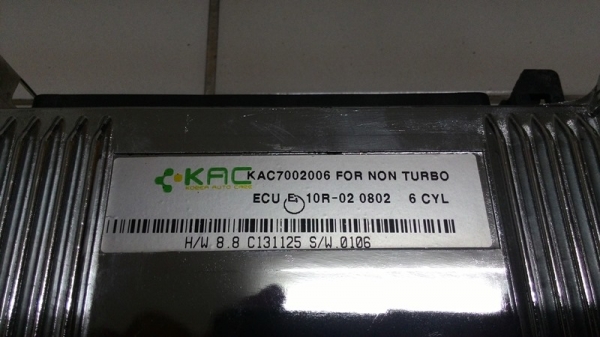 KAC KAC7002006 FOR NON TURBO
ECU E 10R-02 0802 6 CYL
H/W 8.8 C131125 S/W 0106